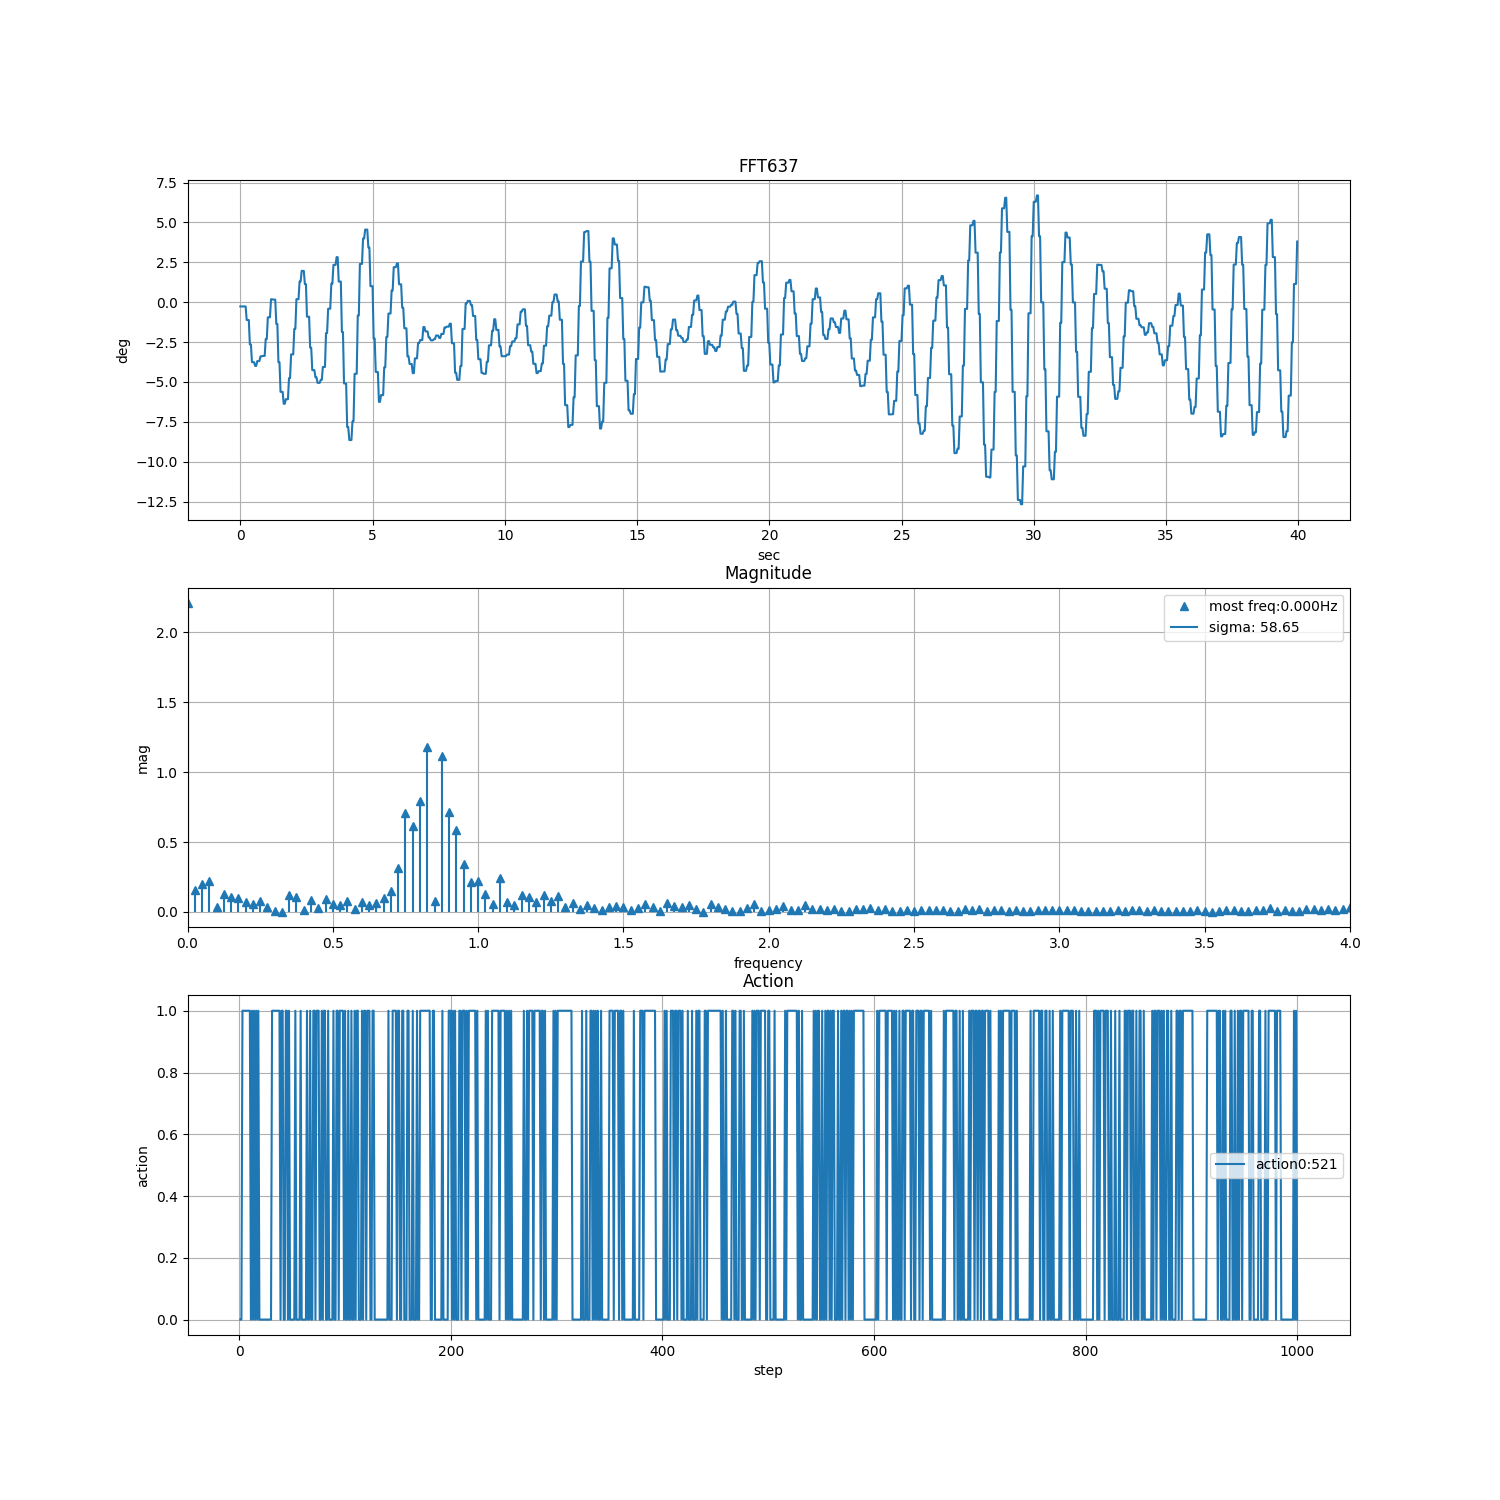 FFT637
7.5
5.0
2.5
0.0
−2.5
−5.0
−7.5
−10.0
−12.5
deg
0 5 10 15 20 25 30 35 40
sec
Magnitude
most freq:0.000Hz
sigma: 58.65
2.0
1.5
1.0
0.5
0.0
mag
0.0 0.5 1.0 1.5 2.0 2.5 3.0 3.5 4.0
frequency
Action
1.0
0.8
0.6
0.4
0.2
0.0
action
action0:521
0 200 400 600 800 1000
step